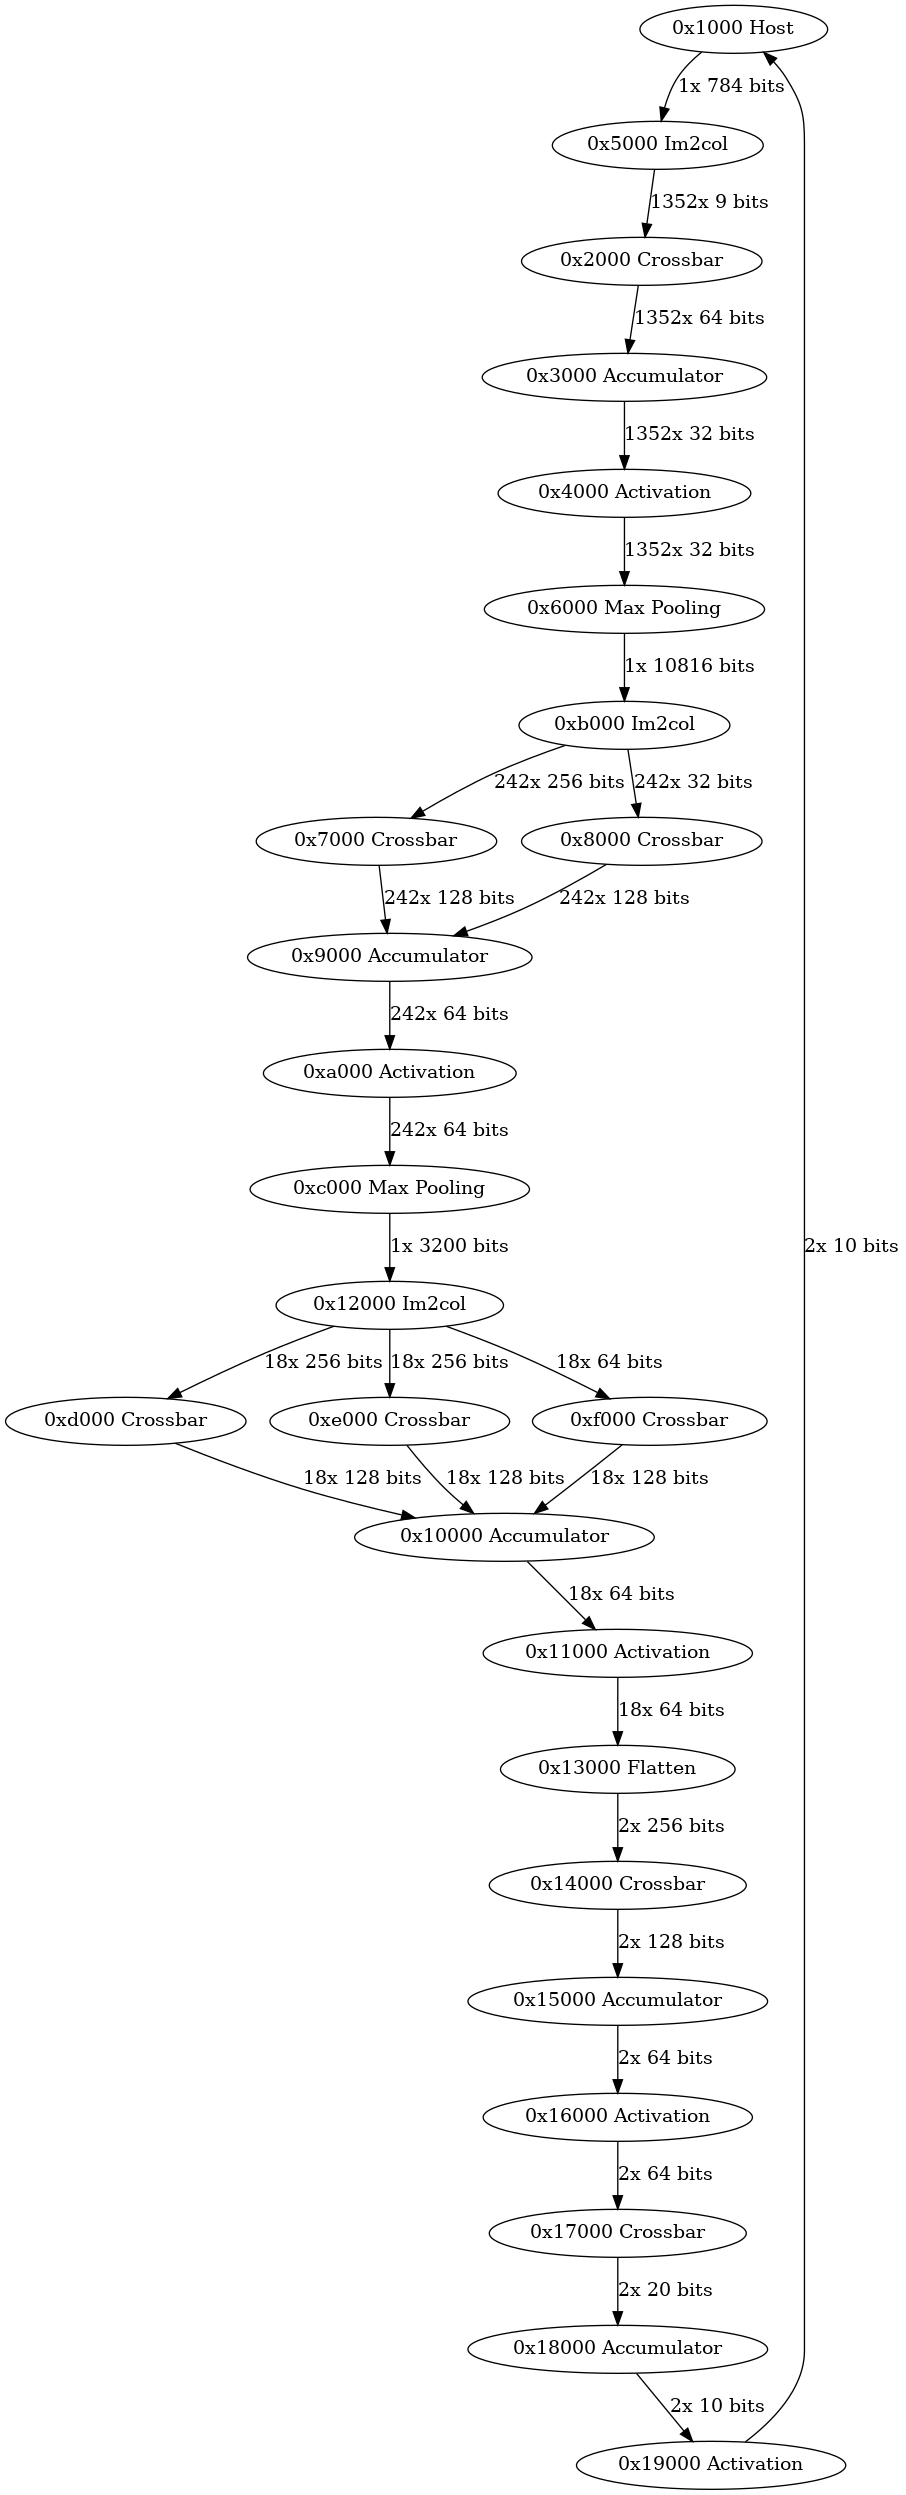 0x1000 Host
1x 784 bits
0x5000 Im2col
1352x 9 bits
0x2000 Crossbar
1352x 64 bits
0x3000 Accumulator
1352x 32 bits
0x4000 Activation
1352x 32 bits
0x6000 Max Pooling
1x 10816 bits
0xb000 Im2col
242x 256 bits
242x 32 bits
0x7000 Crossbar
0x8000 Crossbar
242x 128 bits
242x 128 bits
0x9000 Accumulator
242x 64 bits
0xa000 Activation
242x 64 bits
0xc000 Max Pooling
1x 3200 bits
2x 10 bits
0x12000 Im2col
18x 256 bits
18x 256 bits
18x 64 bits
0xd000 Crossbar
0xe000 Crossbar
0xf000 Crossbar
18x 128 bits
18x 128 bits
18x 128 bits
0x10000 Accumulator
18x 64 bits
0x11000 Activation
18x 64 bits
0x13000 Flatten
2x 256 bits
0x14000 Crossbar
2x 128 bits
0x15000 Accumulator
2x 64 bits
0x16000 Activation
2x 64 bits
0x17000 Crossbar
2x 20 bits
0x18000 Accumulator
2x 10 bits
0x19000 Activation